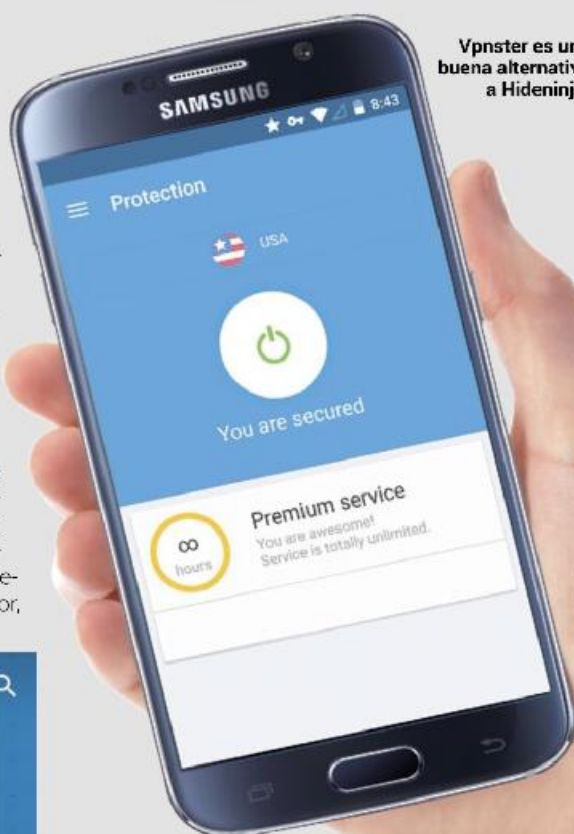 Vpnster es un
buena alternativ
a Hideninj
SAMSUNG
8:43
Protection
USA
You are secured
∞
hours
Premium service
You are awesome!
Service is totally unlimited.
e-
or,